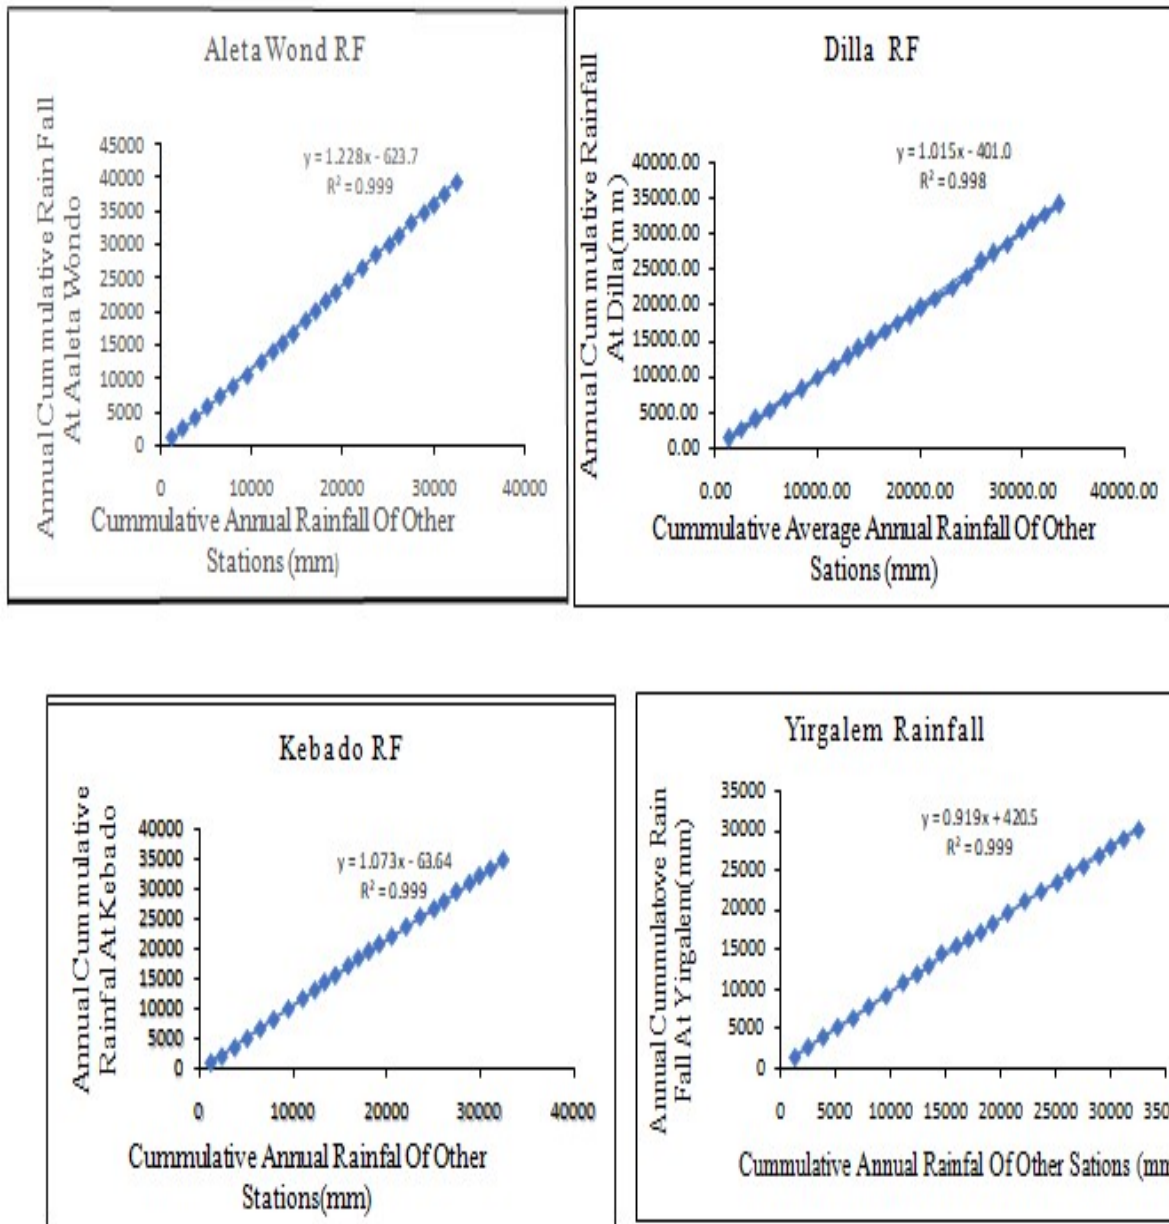 AletaWond RF
Annual Cummulative Rain Fall
At Aaleta Wondo
y = 1.228x - 623.7
R² = 0.999
45000
40000
35000
30000
25000
20000
15000
10000
5000
0
0 10000 20000 30000 40000
Cummulative Annual Rainfall Of Other
Stations (mm)
Dilla RF
Annual Cummulative Rainfall
At Dilla(mm)
y = 1.015x - 401.0
R² = 0.998
40000.00
35000.00
30000.00
25000.00
20000.00
15000.00
10000.00
5000.00
0.00
0.00 10000.00 20000.00 30000.00 40000.00
Cummulative Average Annual Rainfall Of Other
Sations (mm)
Kebado RF
Annual Cummulative
Rainfal At Kebado
y = 1.073x - 63.64
R² = 0.999
40000
35000
30000
25000
20000
15000
10000
5000
0
0 10000 20000 30000 40000
Cummulative Annual Rainfal Of Other
Stations(mm)
Yirgalem Rainfall
Annual Cummulatove Rain
Fall At Yirgalem(mm)
y = 0.919x + 420.5
R² = 0.999
35000
30000
25000
20000
15000
10000
5000
0
0 5000 10000 15000 20000 25000 30000 3500
Cummulative Annual Rainfal Of Other Sations (mm